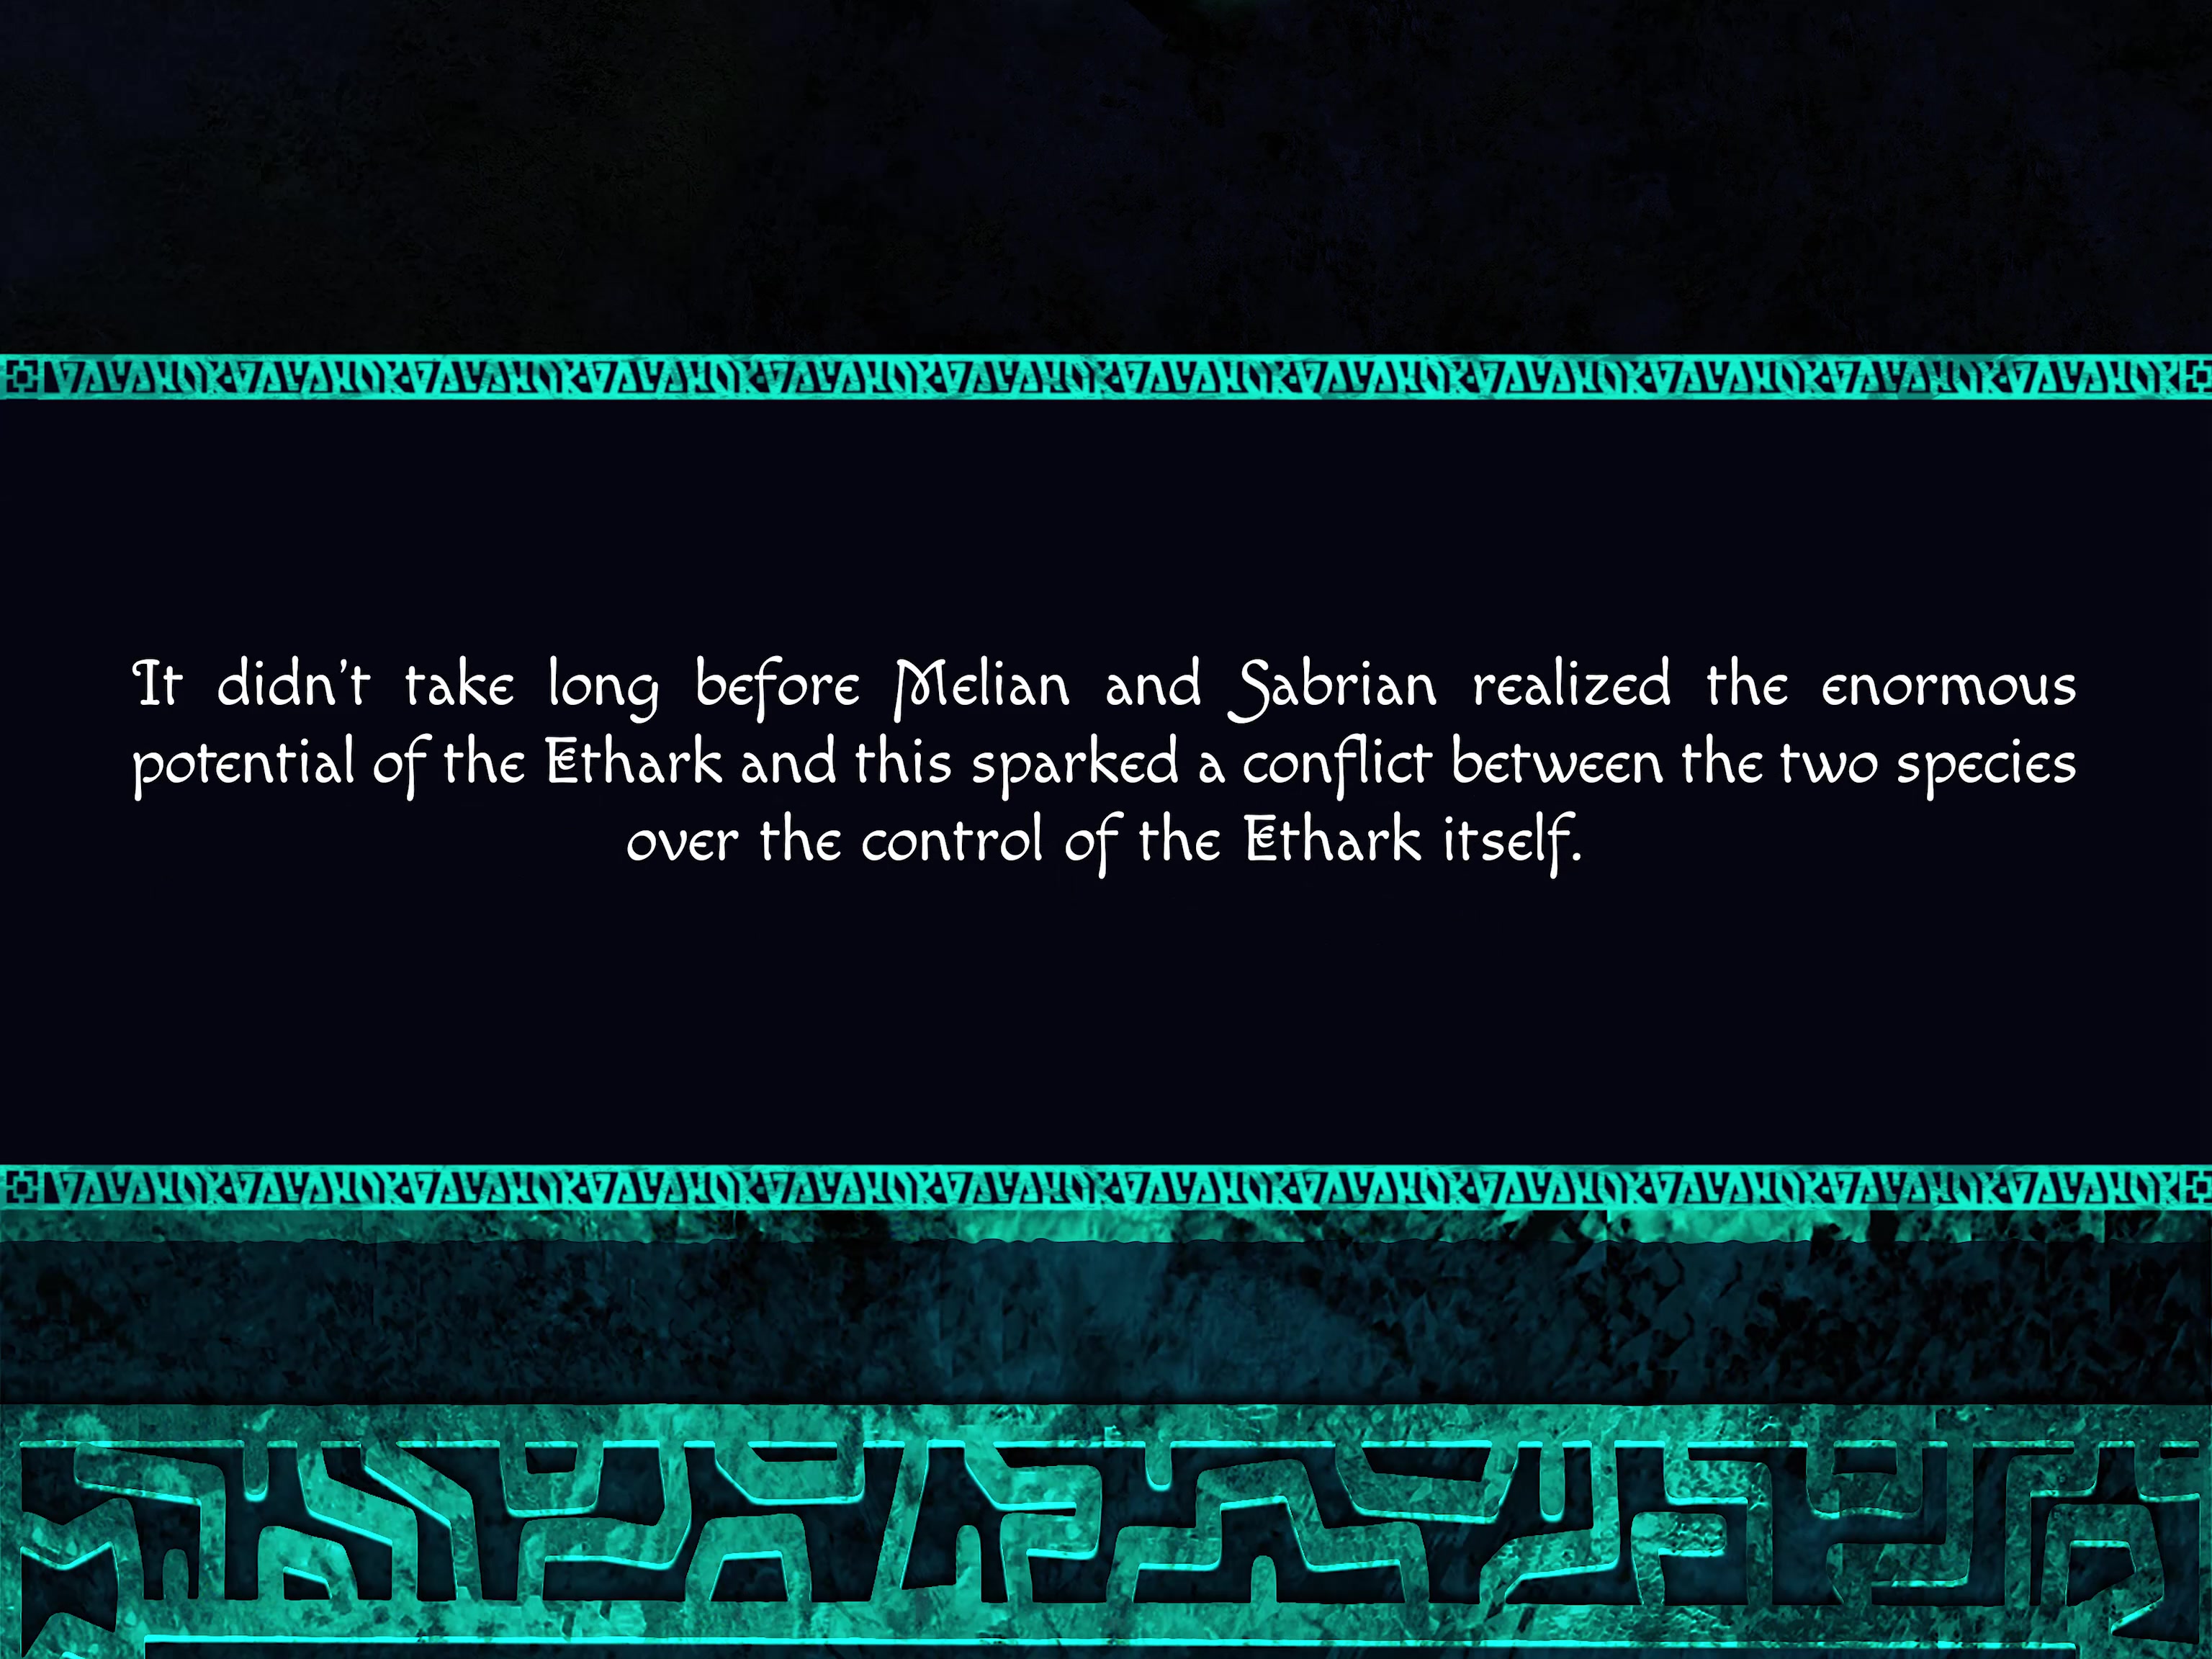 It didn't take long before Melian and Sabrian realized the enormous
potential of the Ethark and this sparked a conflict between the two species
over the control of the Ethark itself.